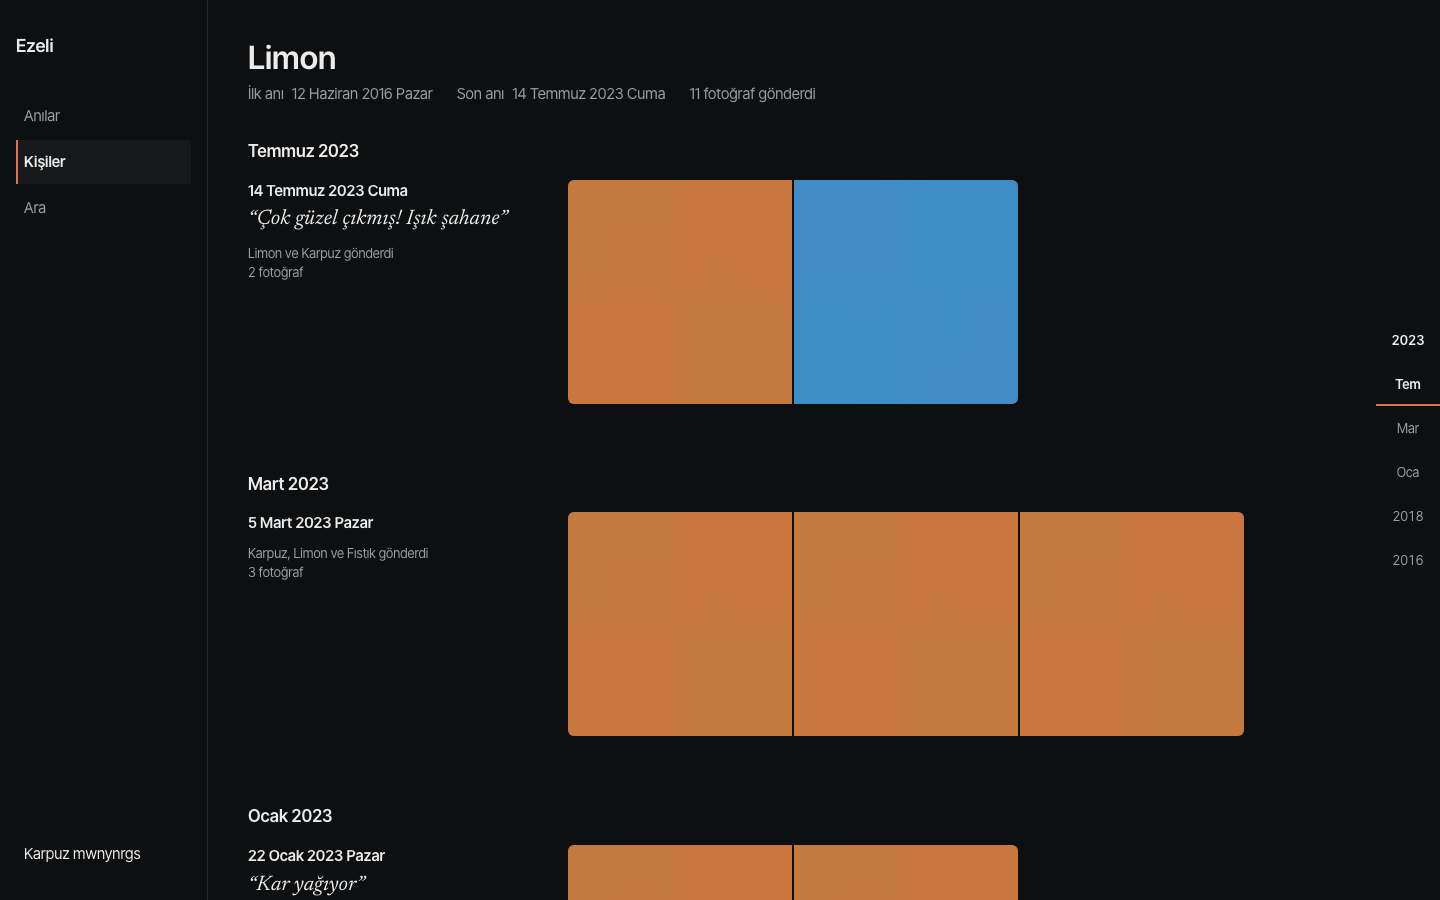 Ezeli
Anılar
Kişiler
Ara
Karpuz mwnynrgs
Limon
İlk anı 12 Haziran 2016 Pazar Son anı 14 Temmuz 2023 Cuma 11 fotoğraf gönderdi
Temmuz 2023
14 Temmuz 2023 Cuma
“Çok güzel çıkmış! Işık şahane”
Limon ve Karpuz gönderdi
2 fotoğraf
Mart 2023
5 Mart 2023 Pazar
Karpuz, Limon ve Fıstık gönderdi
3 fotoğraf
Ocak 2023
22 Ocak 2023 Pazar
“Kar yağıyor”
2023
Tem
Mar
Oca
2018
2016